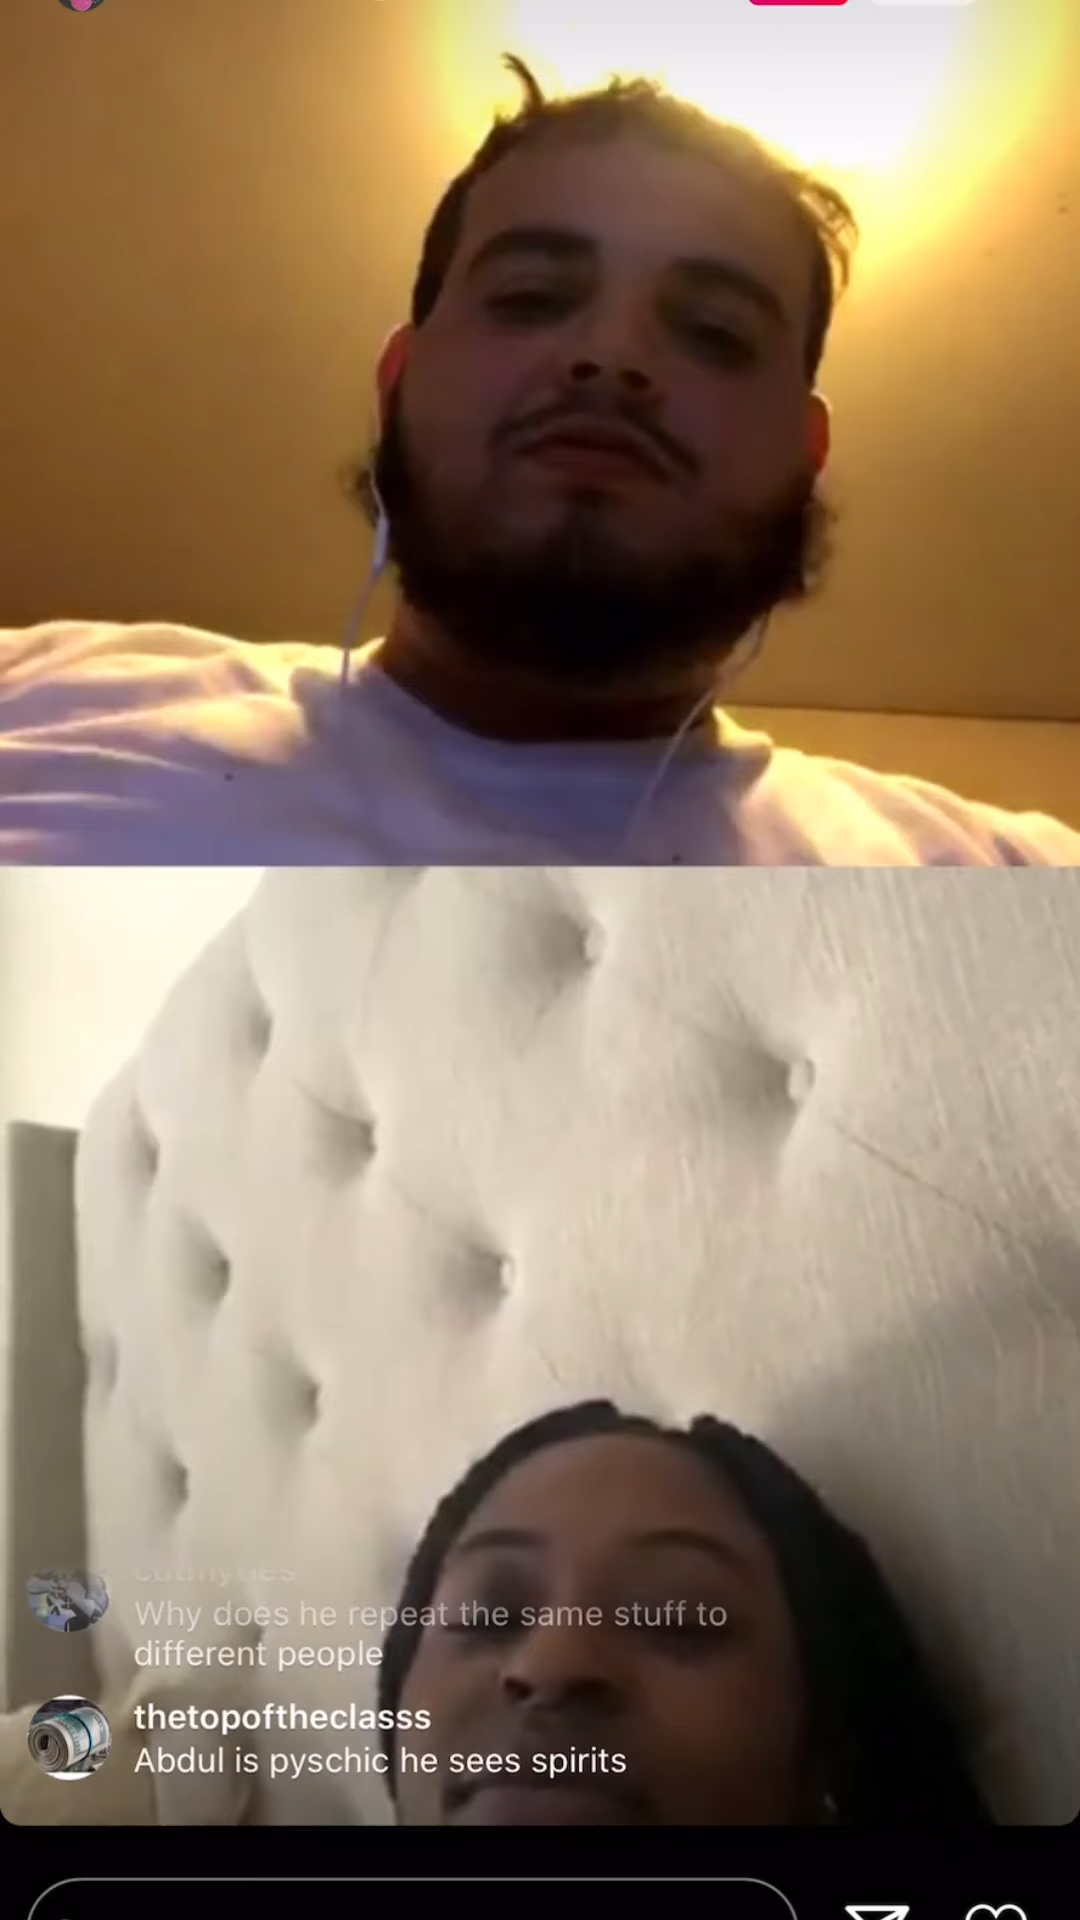 Why does he repeat the same stuff to
different people
thetopoftheclasss
Abdul is pyschic he sees spirits